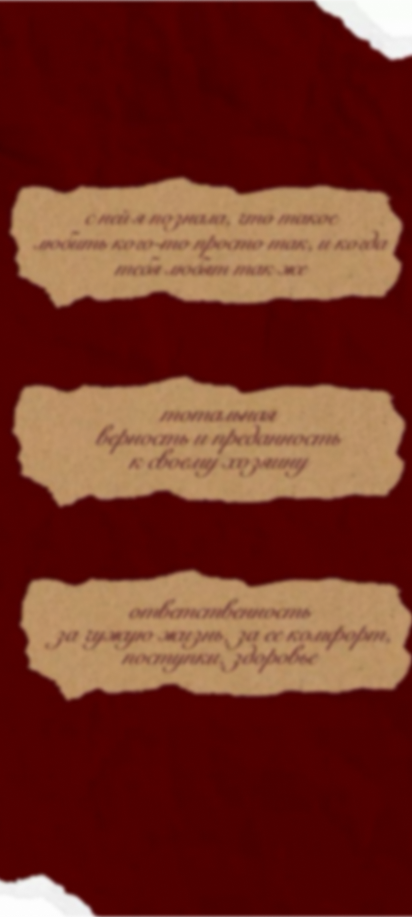 с ней я познала, что такое
любить кого-то просто так, и когда
тебя любят так же
тотальная
верность и преданность
к своему хозяину
ответственность
за чужую жизнь, за ее комфорт,
поступки, здоровье